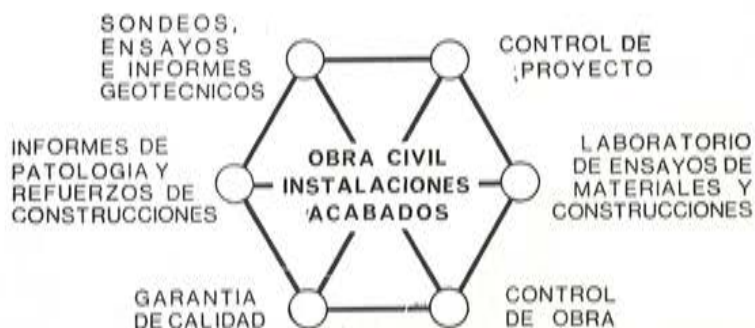 SONDEOS,
ENSAYOS
E INFORMES
GEOTECNICOS
CONTROL DE
PROYECTO
INFORMES DE
PATOLOGIA Y
REFUERZOS DE
CONSTRUCCIONES
OBRA CIVIL
INSTALACIONES
ACABADOS
LABORATORIO
DE ENSAYOS DE
MATERIALES Y
CONSTRUCCIONES
GARANTIA
DE CALIDAD
CONTROL
DE OBRA